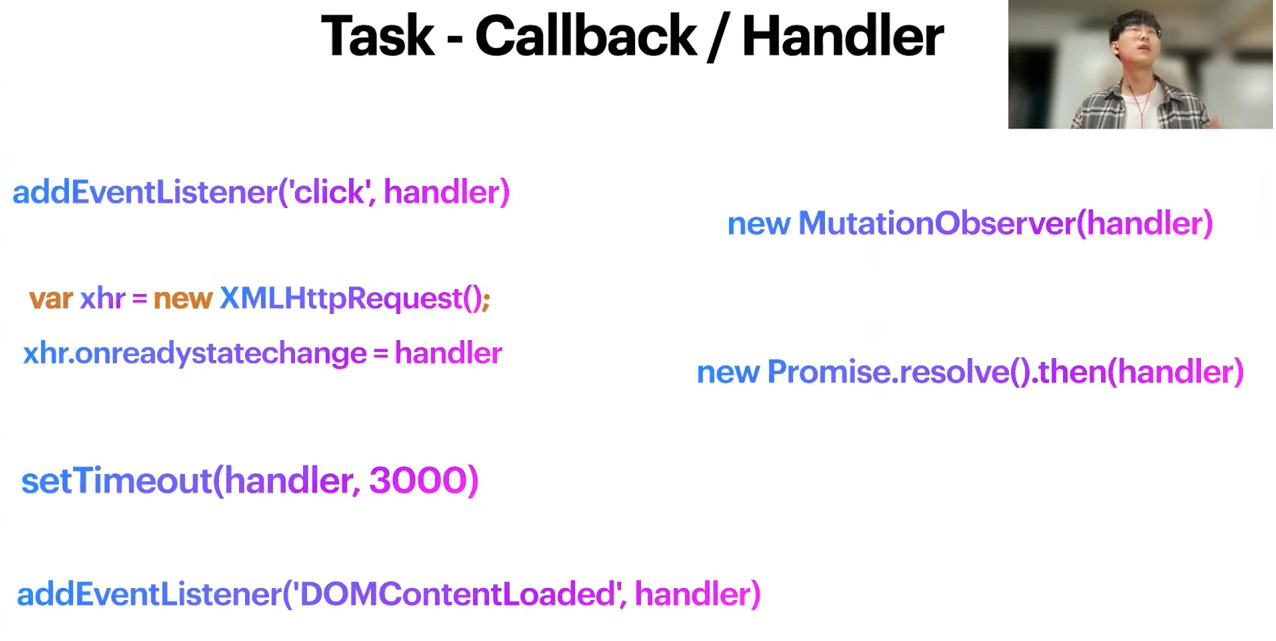 Task - Callback / Handler
addEventListener('click', handler)
var xhr = new XMLHttpRequest();
xhr.onreadystatechange = handler
setTimeout(handler, 3000)
addEventListener('DOMContentLoaded', handler)
new MutationObserver(handler)
new Promise.resolve().then(handler)